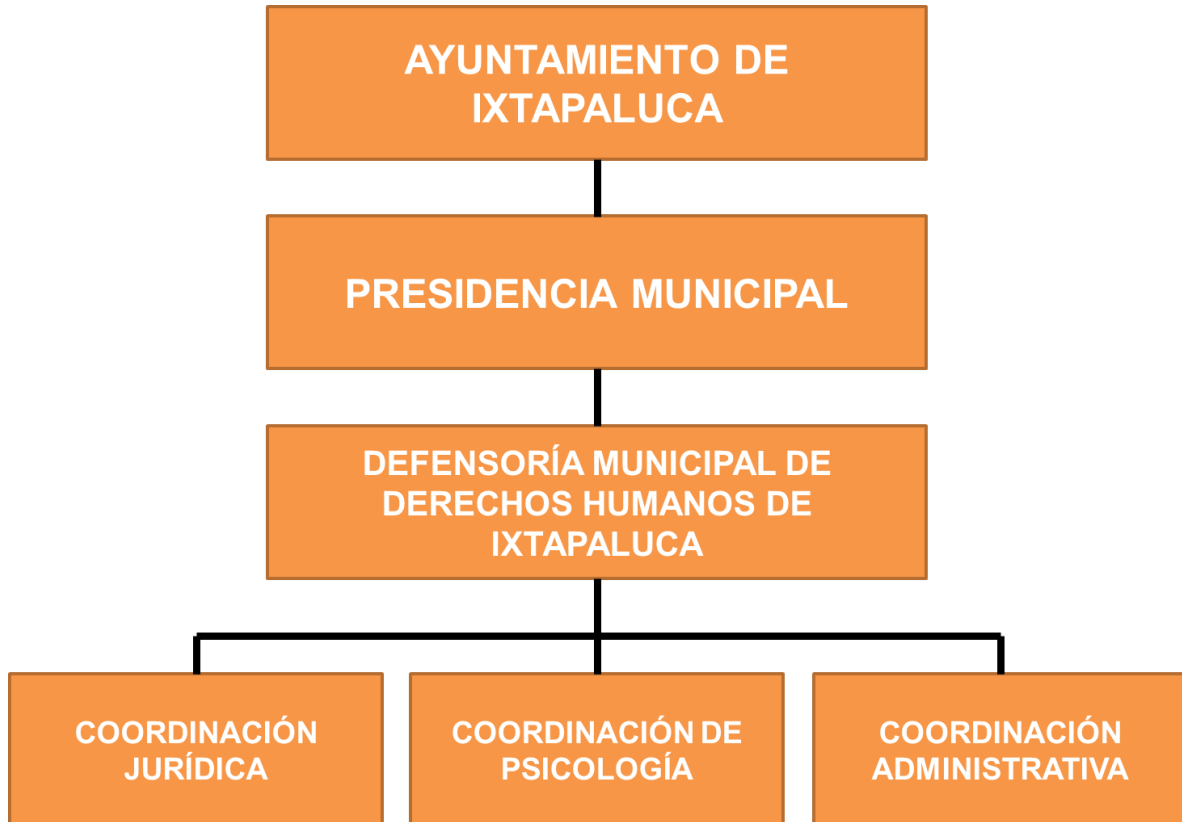 AYUNTAMIENTO DE
IXTAPALUCA
PRESIDENCIA MUNICIPAL
DEFENSORÍA MUNICIPAL DE
DERECHOS HUMANOS DE
IXTAPALUCA
COORDINACIÓN
JURÍDICA
COORDINACIÓN DE
PSICOLOGÍA
COORDINACIÓN
ADMINISTRATIVA